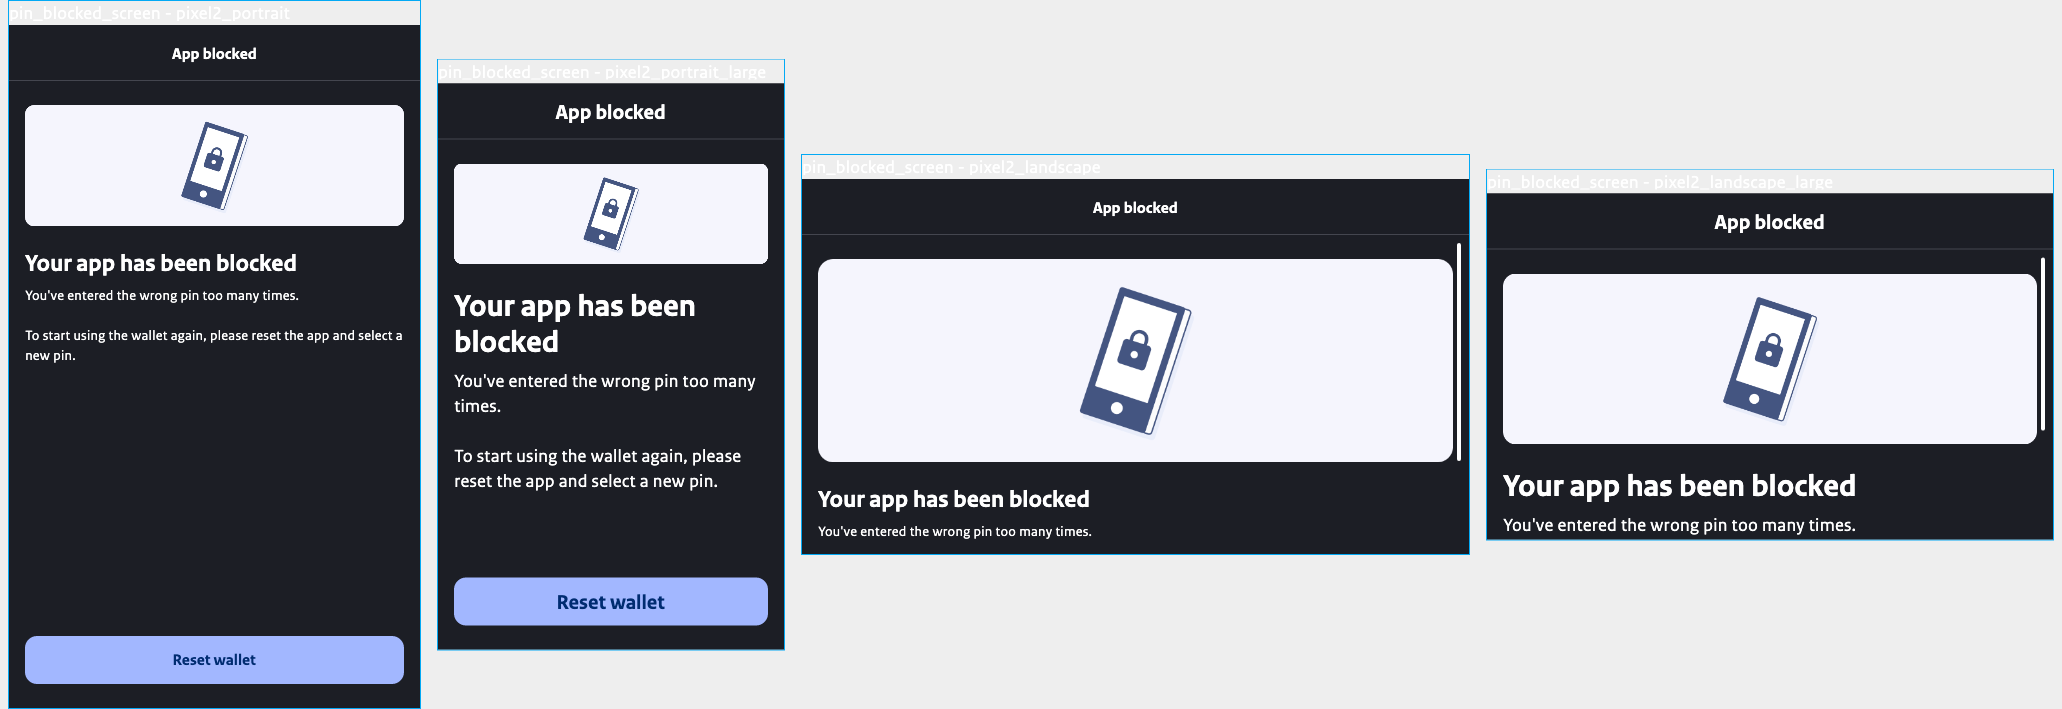 pin_blocked_screen - pixel2_portrait
App blocked
Your app has been blocked
You've entered the wrong pin too many times.
To start using the wallet again, please reset the app and select a
new pin.
Reset wallet
pin_blocked_screen - pixel2_portrait_large
App blocked
Your app has been
blocked
You've entered the wrong pin too many
times.
To start using the wallet again, please
reset the app and select a new pin.
Reset wallet
pin_blocked_screen - pixel2_landscape
App blocked
Your app has been blocked
You've entered the wrong pin too many times.
pin_blocked_screen - pixel2_landscape_large
App blocked
Your app has been blocked
You've entered the wrong pin too many times.